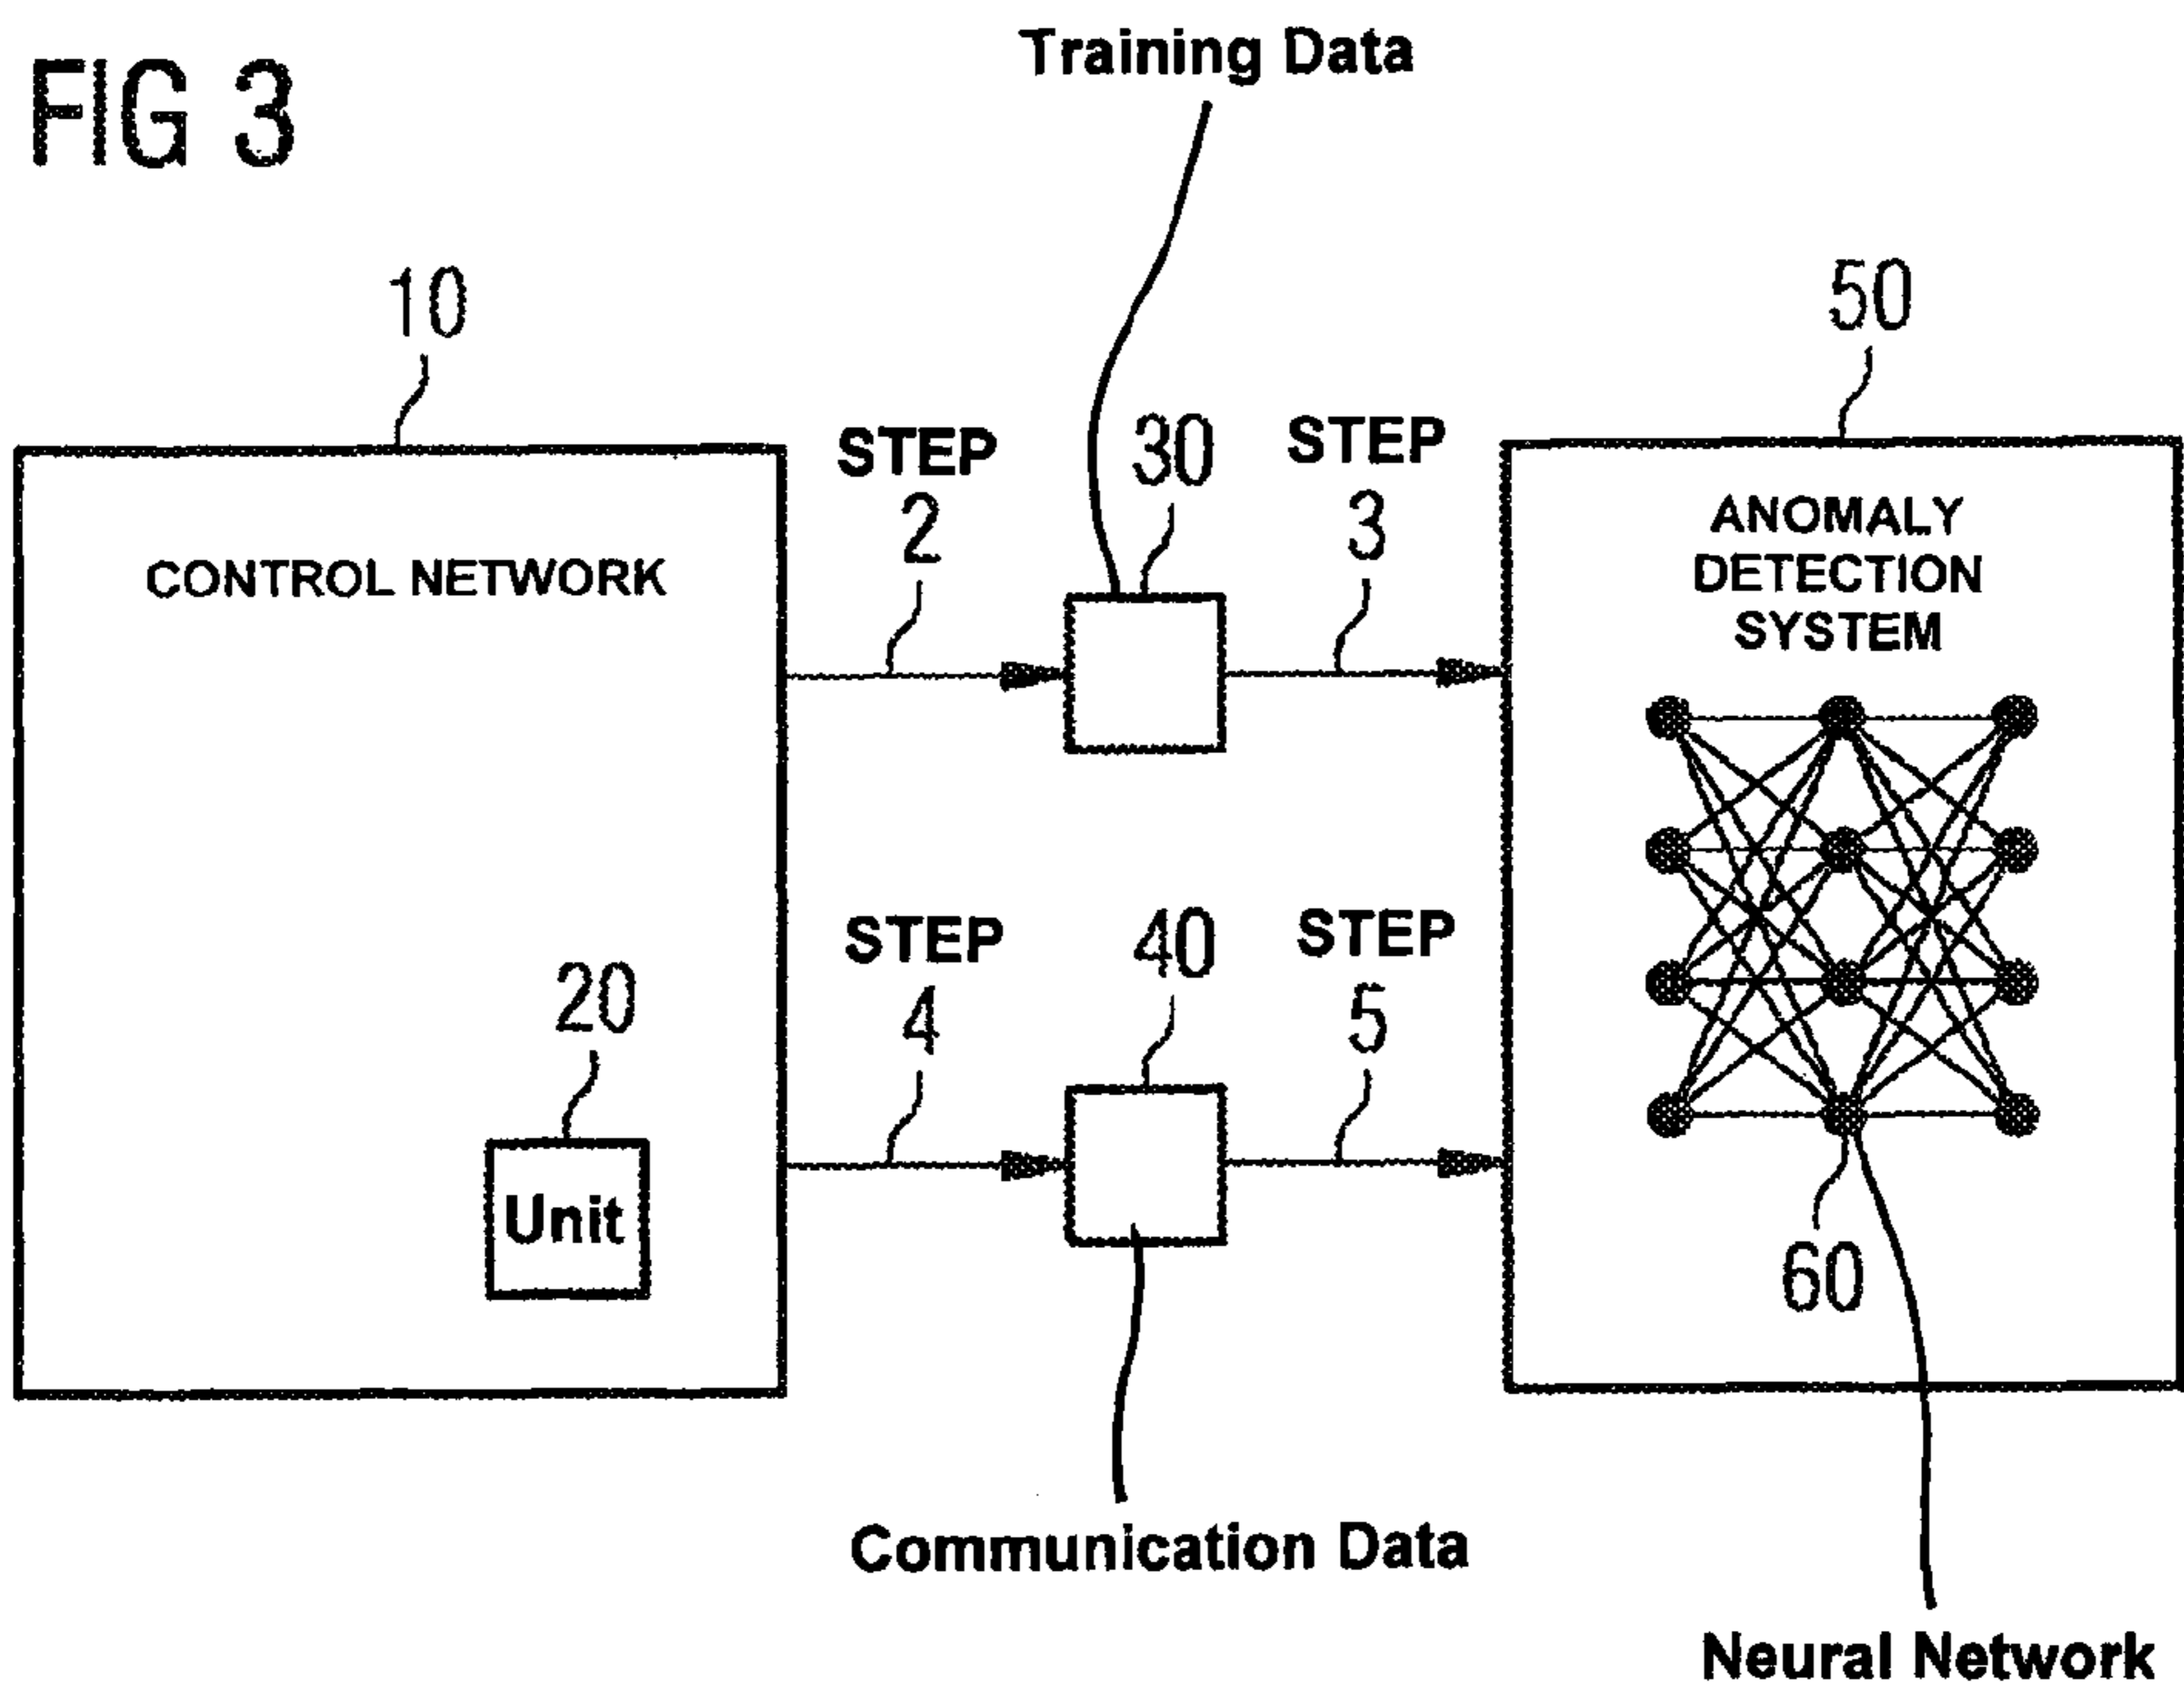 FIG 3
Training Data
10
50
STEP
2
30
STEP
3
CONTROL NETWORK
ANOMALY
DETECTION
SYSTEM
STEP
4
40
STEP
5
20
Unit
60
Communication Data
Neural Network